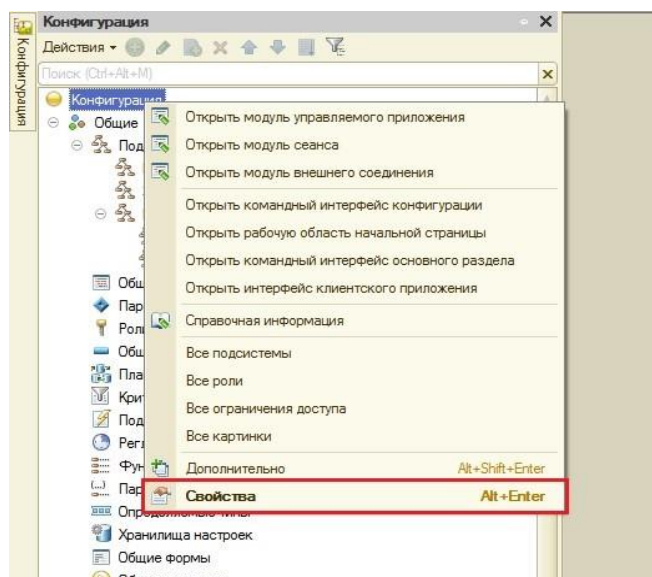 Конфигурация
Действия
Поиск (Ctrl+Alt+M)
Конфигурация
Конфигурация
Общие
Открыть модуль управляемого приложения
Открыть модуль сеанса
Открыть модуль внешнего соединения
Открыть командный интерфейс конфигурации
Открыть рабочую область начальной страницы
Открыть командный интерфейс основного раздела
Открыть интерфейс клиентского приложения
Справочная информация
Все подсистемы
Все роли
Все ограничения доступа
Все картинки
Дополнительно Alt+Shift+Enter
Свойства Alt+Enter
Хранилища настроек
Общие формы